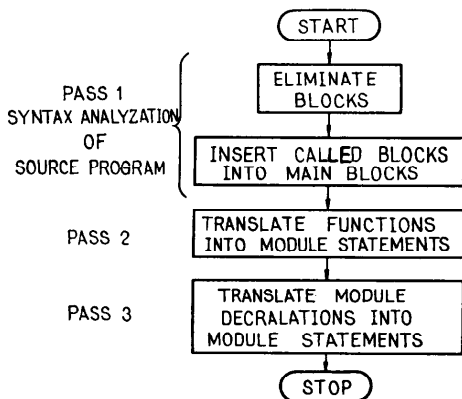 START
PASS 1
SYNTAX ANALYZATION
OF
SOURCE PROGRAM
ELIMINATE
BLOCKS
INSERT CALLED BLOCKS
INTO MAIN BLOCKS
PASS 2
TRANSLATE FUNCTIONS
INTO MODULE STATEMENTS
PASS 3
TRANSLATE MODULE
DECRALATIONS INTO
MODULE STATEMENTS
STOP